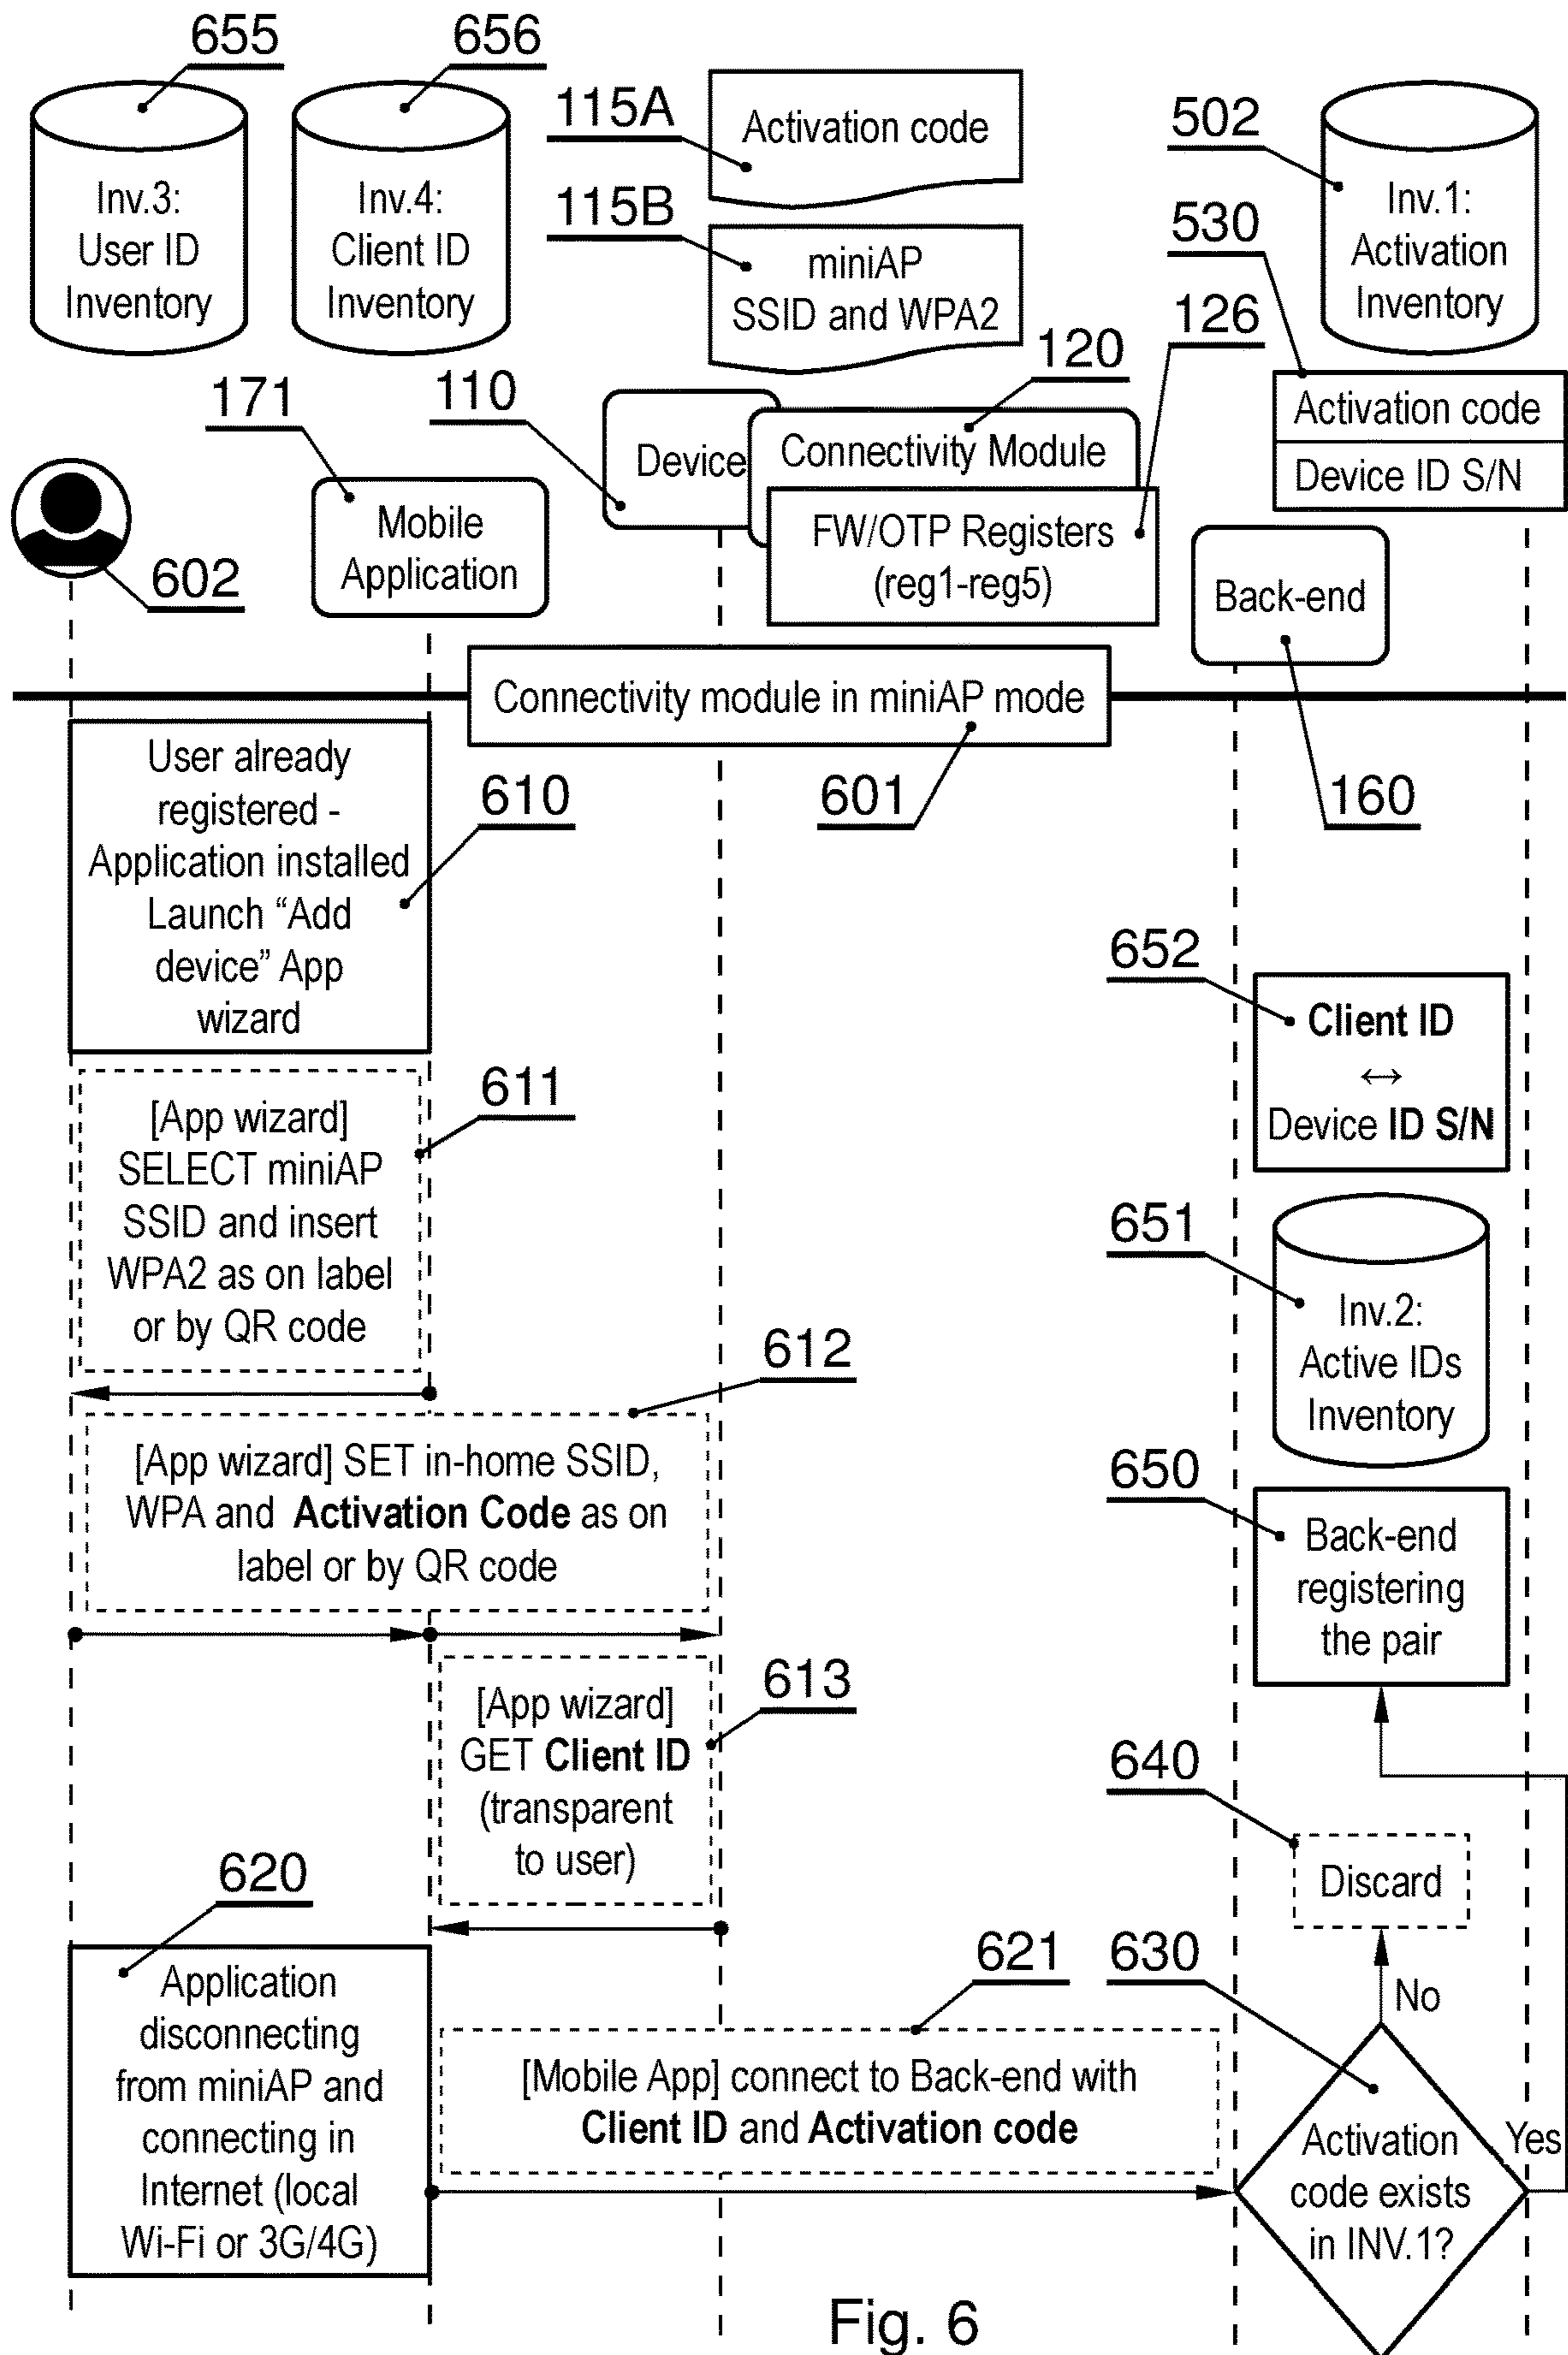 655
656
115A
Activation code
502
Inv.3:
User ID
Inventory
Inv.4:
Client ID
Inventory
115B
miniAP
SSID and WPA2
530
Inv.1:
Activation
Inventory
126
120
171
110
Activation code
Device ID S/N
Device
Connectivity Module
FW/OTP Registers
(reg1-reg5)
Mobile
Application
602
Back-end
Connectivity module in miniAP mode
601
160
User already
registered -
Application installed
Launch “Add
device” App
wizard
610
652
Client ID
↔
Device ID S/N
[App wizard]
SELECT miniAP
SSID and insert
WPA2 as on label
or by QR code
611
651
Inv.2:
Active IDs
Inventory
612
[App wizard] SET in-home SSID,
WPA and Activation Code as on
label or by QR code
650
Back-end
registering
the pair
613
[App wizard]
GET Client ID
(transparent
to user)
640
Discard
620
Application
disconnecting
from miniAP and
connecting in
Internet (local
Wi-Fi or 3G/4G)
621
[Mobile App] connect to Back-end with
Client ID and Activation code
630
No
Yes
Activation
code exists
in INV.1?
Fig. 6